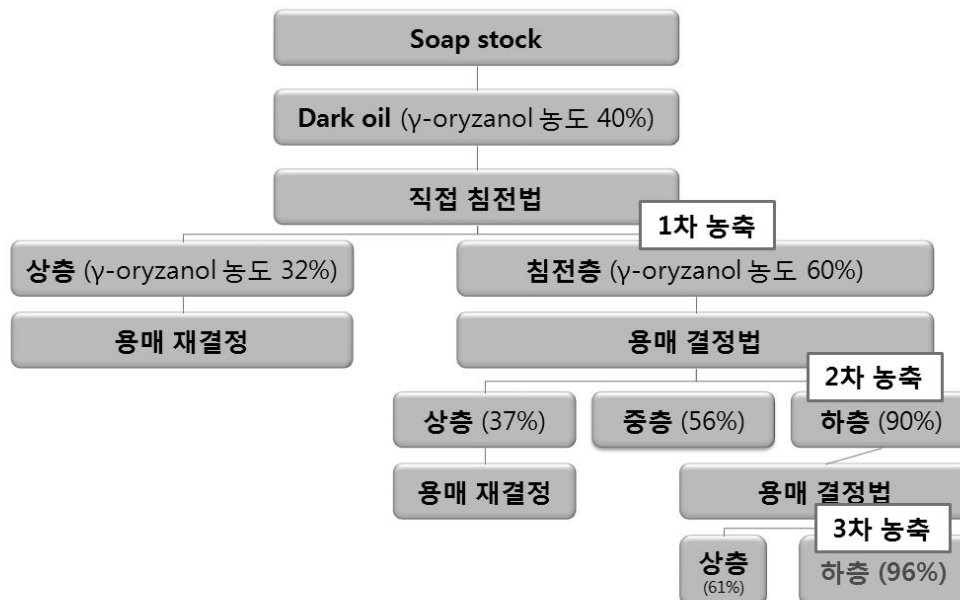 Soap stock
Dark oil (γ-oryzanol 농도 40%)
직접 침전법
1차 농축
상층 (γ-oryzanol 농도 32%)
침전층 (γ-oryzanol 농도 60%)
용매 재결정
용매 결정법
2차 농축
상층 (37%)
중층 (56%)
하층 (90%)
용매 재결정
용매 결정법
3차 농축
상층
(61%)
하층 (96%)